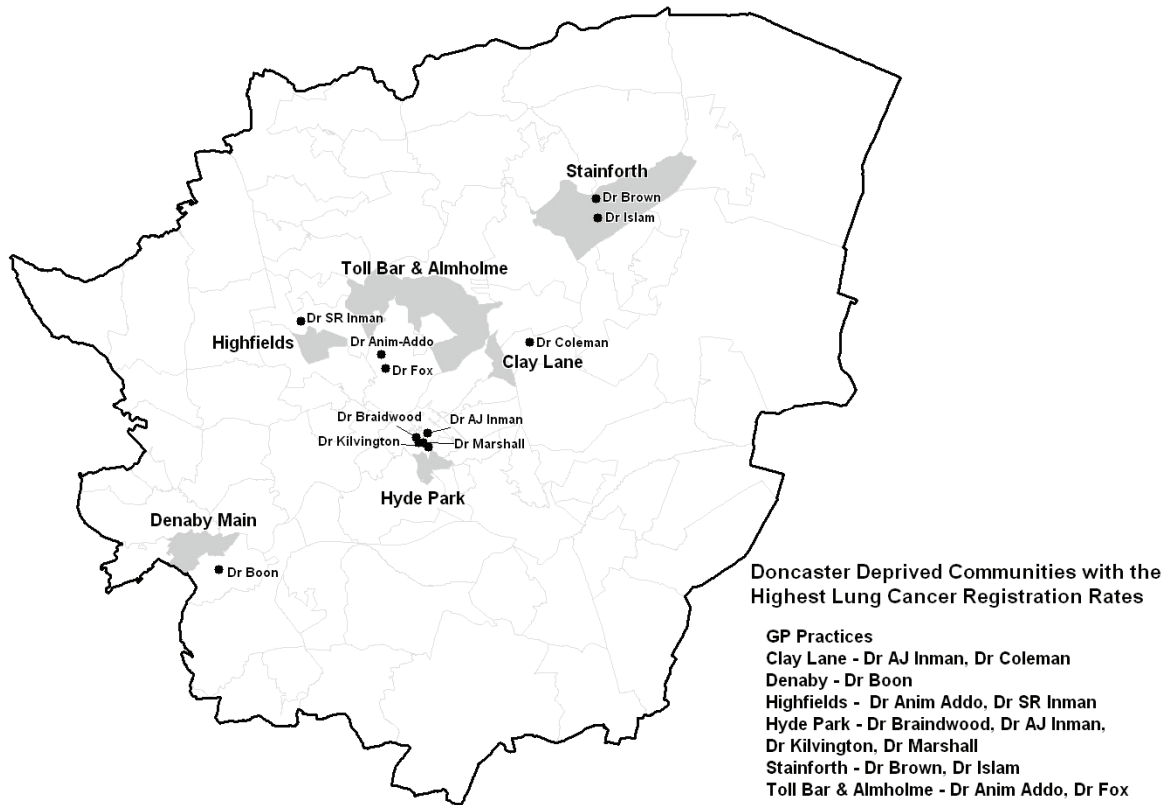 Stainforth
Dr Brown
Dr Islam
Toll Bar & Almholme
Dr SR Inman
Highfields
Dr Anim-Addo
Dr Coleman
Clay Lane
Dr Fox
Dr Braidwood
Dr AJ Inman
Dr Kilvington
Dr Marshall
Hyde Park
Denaby Main
Dr Boon
Doncaster Deprived Communities with the
Highest Lung Cancer Registration Rates
GP Practices
Clay Lane - Dr AJ Inman, Dr Coleman
Denaby - Dr Boon
Highfields - Dr Anim Addo, Dr SR Inman
Hyde Park - Dr Braindwood, Dr AJ Inman,
Dr Kilvington, Dr Marshall
Stainforth - Dr Brown, Dr Islam
Toll Bar & Almholme - Dr Anim Addo, Dr Fox